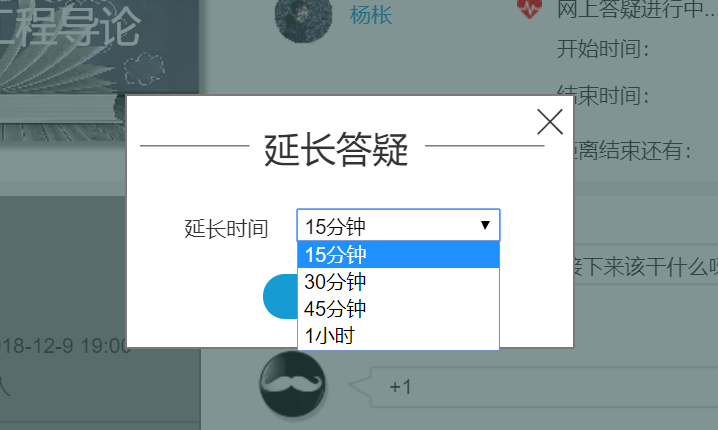 工程导论
杨枨
网上答疑进行中...
开始时间：
结束时间：
距离结束还有：
延长答疑
延长时间
15分钟
15分钟
30分钟
45分钟
1小时
接下来该干什么呀
018-12-9 19:00
人
+1